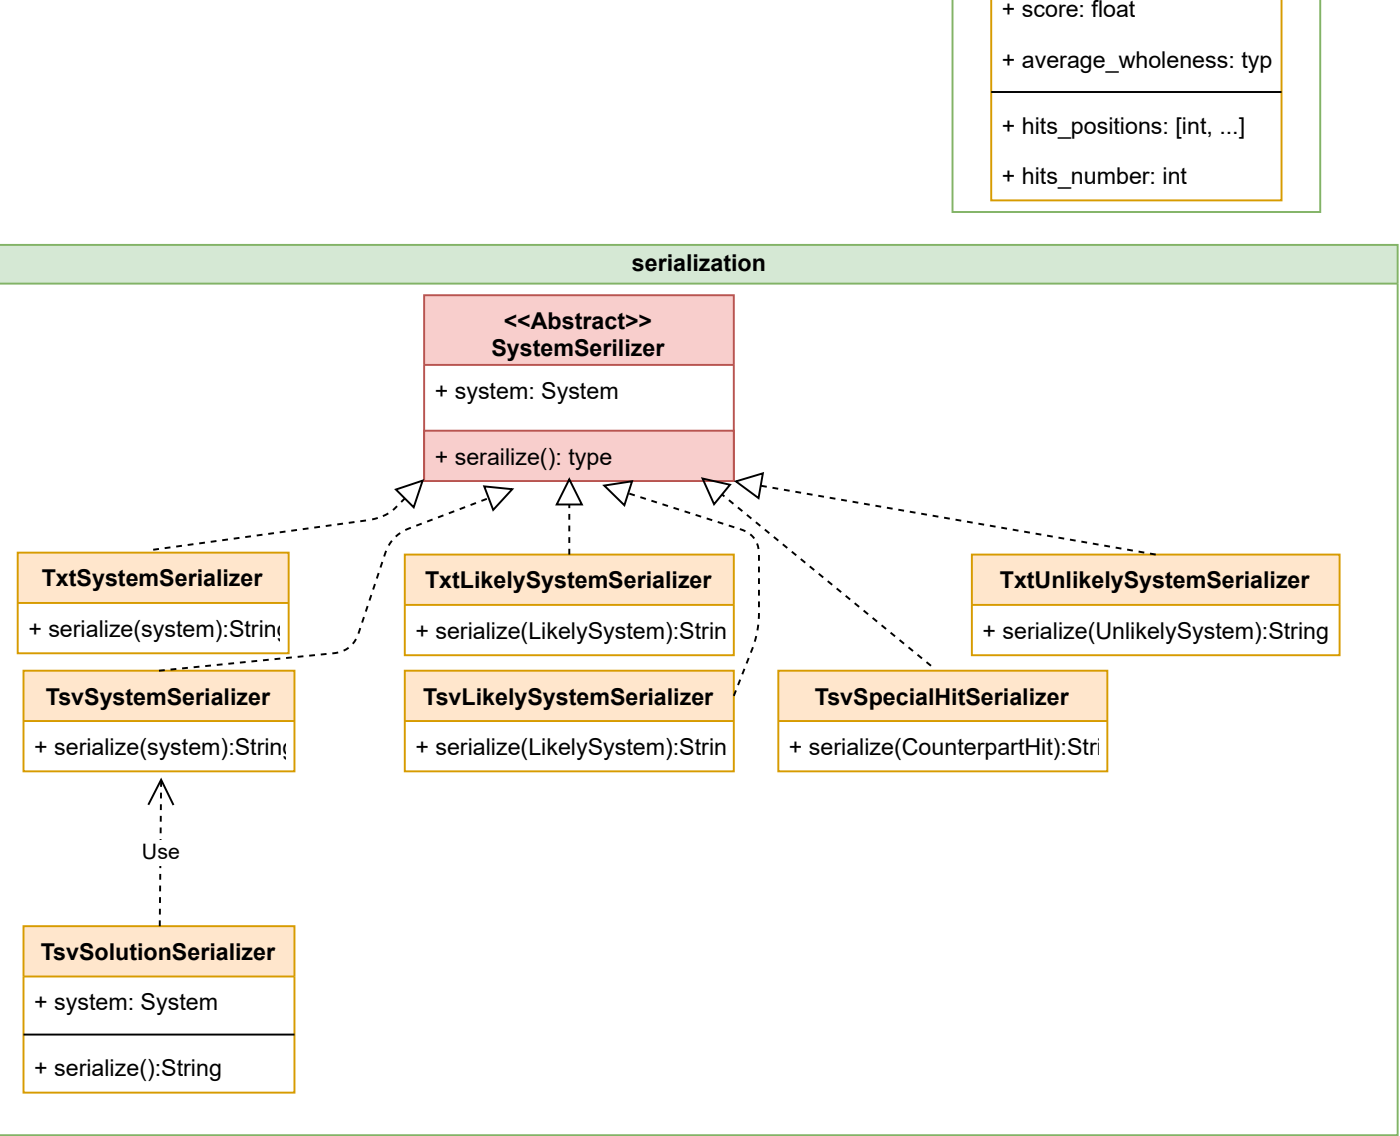 + score: float
+ average_wholeness: typ
+ hits_positions: [int, ...]
+ hits_number: int
serialization
<<Abstract>>
SystemSerilizer
+ system: System
+ serailize(): type
TxtSystemSerializer
+ serialize(system):String
TxtLikelySystemSerializer
+ serialize(LikelySystem):Strin
TxtUnlikelySystemSerializer
+ serialize(UnlikelySystem):String
TsvSystemSerializer
+ serialize(system):String
TsvLikelySystemSerializer
+ serialize(LikelySystem):Strin
TsvSpecialHitSerializer
+ serialize(CounterpartHit):Stri
Use
TsvSolutionSerializer
+ system: System
+ serialize():String